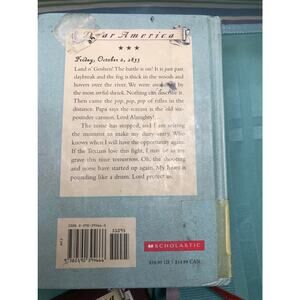 Dear America
Friday, October 2, 1835
Land o' Goshen! The battle is on! It is just past
daybreak and the fog is thick in the woods and
hovers over the river. We were awakened by
the most awful shriek. Nothing can describe it.
Then came the pop, pop, pop of rifles in the
distance. Papa says the scream is the old six-
pounder cannon. Lord Almighty!
The noise has stopped, and I am seizing
the moment to make my diary entry. Who
knows when I will have the opportunity again.
If the Texians lose this fight, I may be in my
grave this time tomorrow. Oh, the shooting
and noise have started up again. My heart is
pounding like a drum. Lord protect us.
SCHOLASTIC